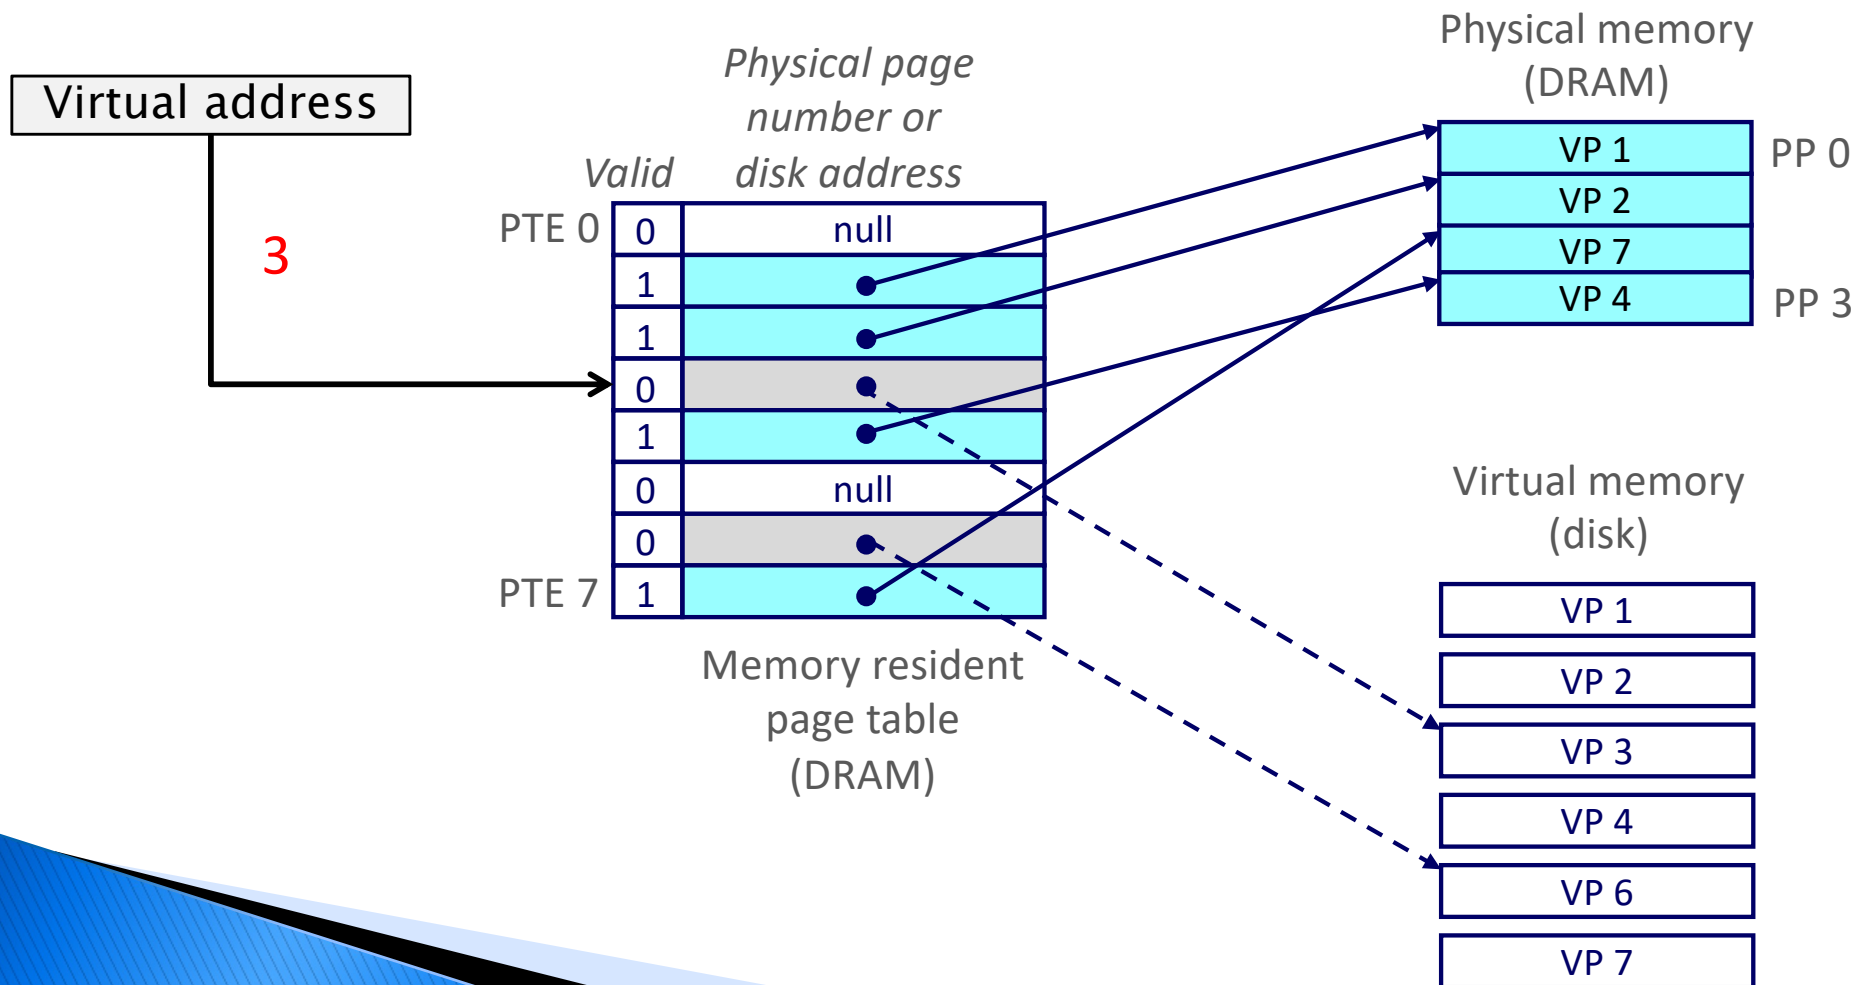 Virtual address
3
Physical page
number or
disk address
Valid
PTE 0
0
null
1
1
0
1
0
null
0
PTE 7
1
Memory resident
page table
(DRAM)
Physical memory
(DRAM)
VP 1
PP 0
VP 2
VP 7
VP 4
PP 3
Virtual memory
(disk)
VP 1
VP 2
VP 3
VP 4
VP 6
VP 7